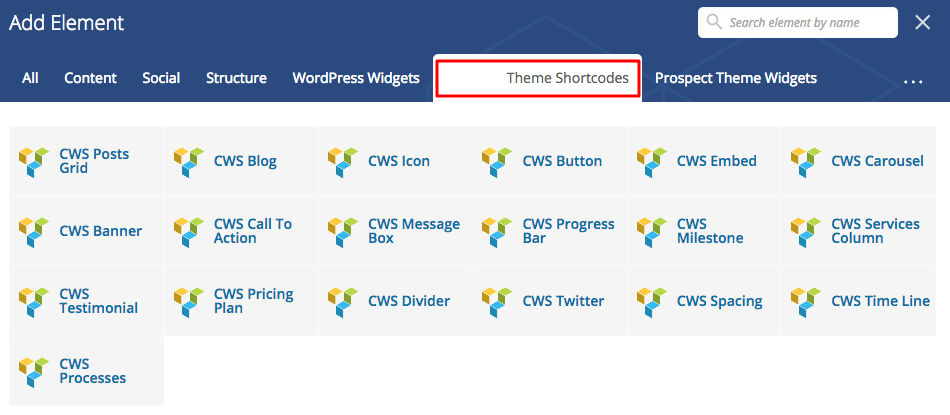 Add Element
Search element by name
All
Content
Social
Structure
WordPress Widgets
Theme Shortcodes
Prospect Theme Widgets
...
CWS Posts
Grid
CWS Blog
CWS Icon
CWS Button
CWS Embed
CWS Carousel
CWS Banner
CWS Call To
Action
CWS Message
Box
CWS Progress
Bar
CWS
Milestone
CWS Services
Column
CWS
Testimonial
CWS Pricing
Plan
CWS Divider
CWS Twitter
CWS Spacing
CWS Time Line
CWS
Processes